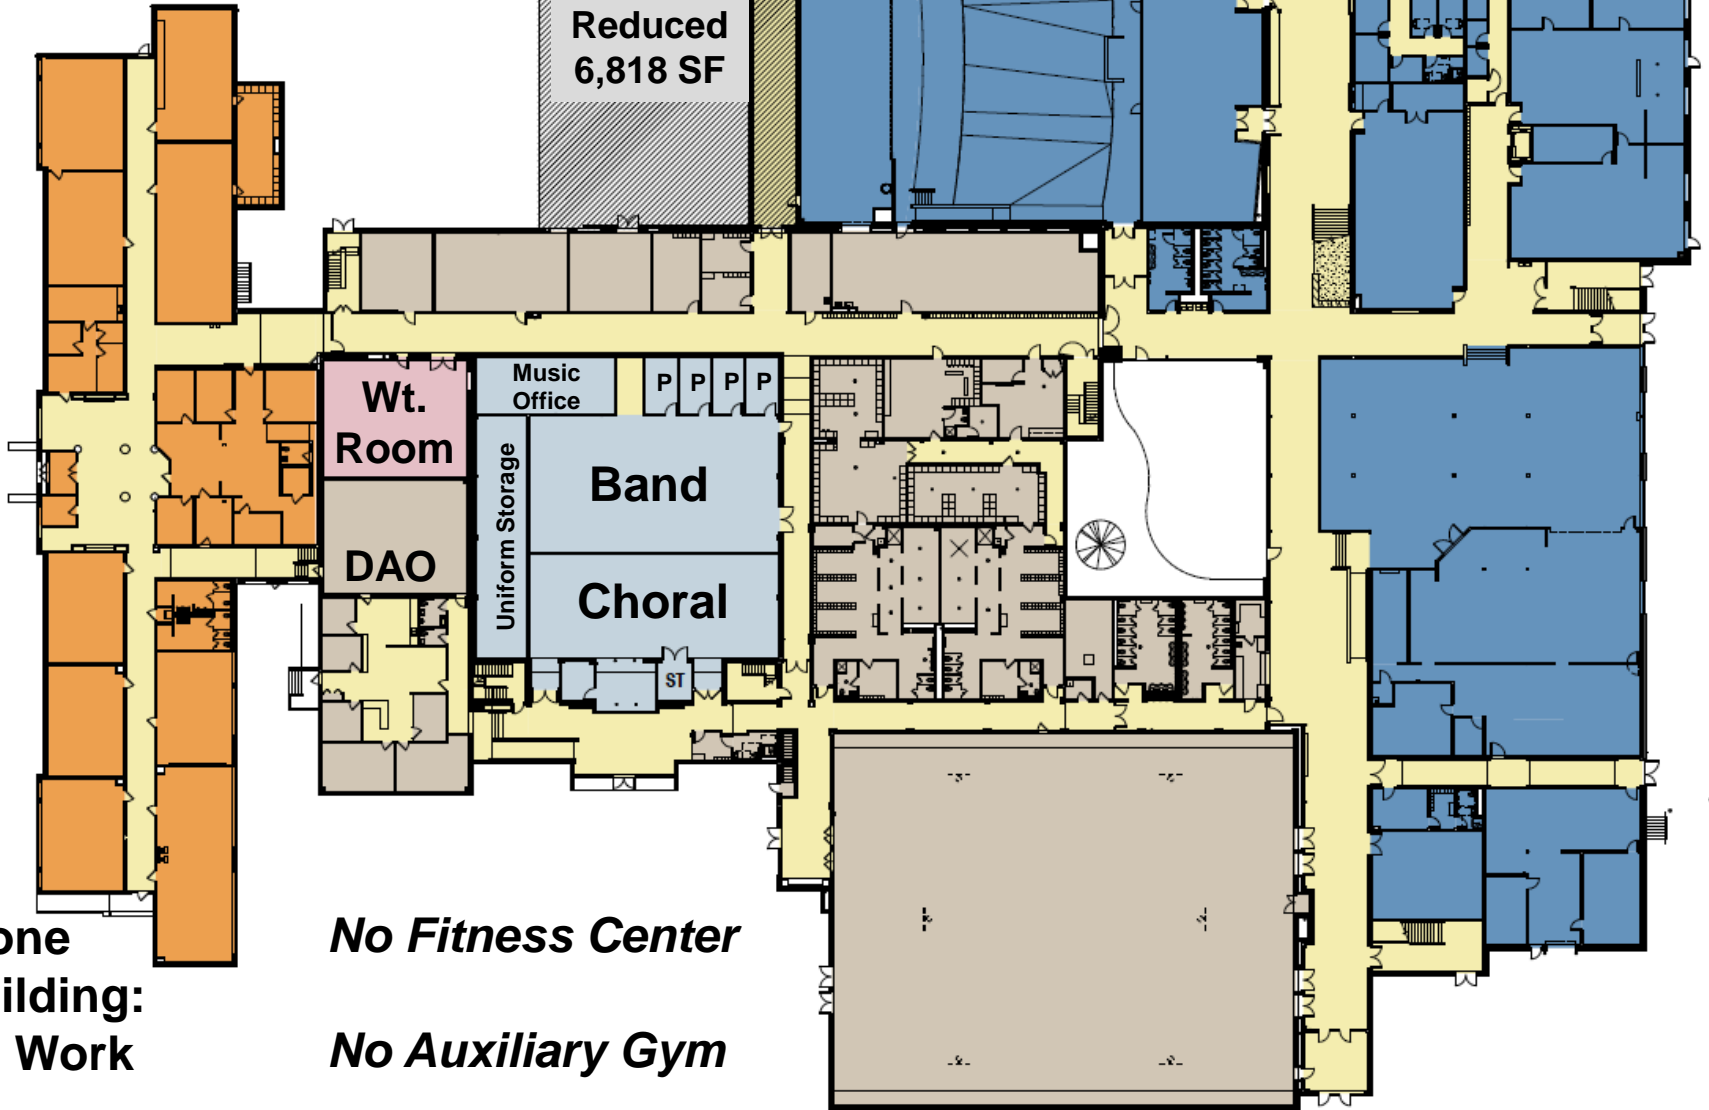 Reduced
6,818 SF
Wt.
Room
Music
Office
P P P P
Uniform Storage
Band
DAO
Choral
ST
one
ilding:
Work
No Fitness Center
No Auxiliary Gym